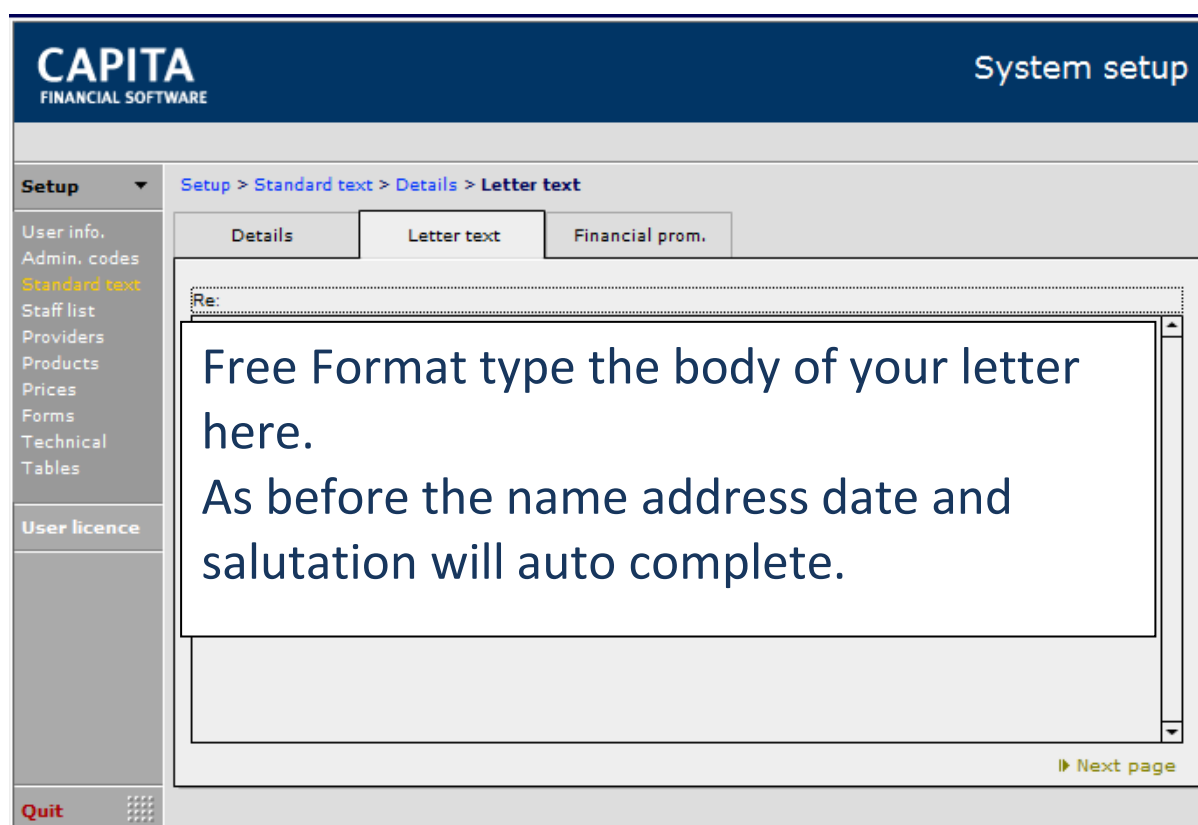 CAPITA
FINANCIAL SOFTWARE
System setup
Setup
Setup > Standard text > Details > Letter text
User info.
Admin. codes
Standard text
Staff list
Providers
Products
Prices
Forms
Technical
Tables
User licence
Quit
Details
Letter text
Financial prom.
Re:
Free Format type the body of your letter
here.
As before the name address date and
salutation will auto complete.
Next page